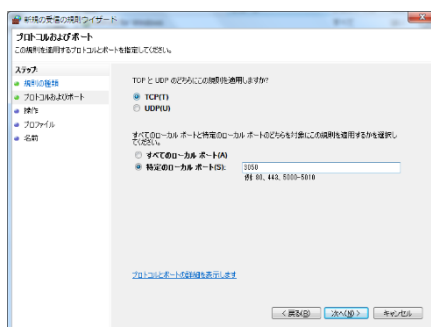 新規の受信の規則ウィザード
プロトコルおよびポート
この規則を適用するプロトコルとポートを指定してください。
ステップ:
規則の種類
プロトコルおよびポート
操作
プロファイル
名前
TCP と UDP のどちらにこの規則を適用しますか?
TCP(T)
UDP(U)
すべてのローカル ポートと特定のローカル ポートのどちらを対象にこの規則を適用するかを選択し
てください。
すべてのローカル ポート(A)
特定のローカル ポート(S):
3050
例: 80、443、5000-5010
プロトコルとポートの詳細を表示します
< 戻る(B)
次へ(N) >
キャンセル